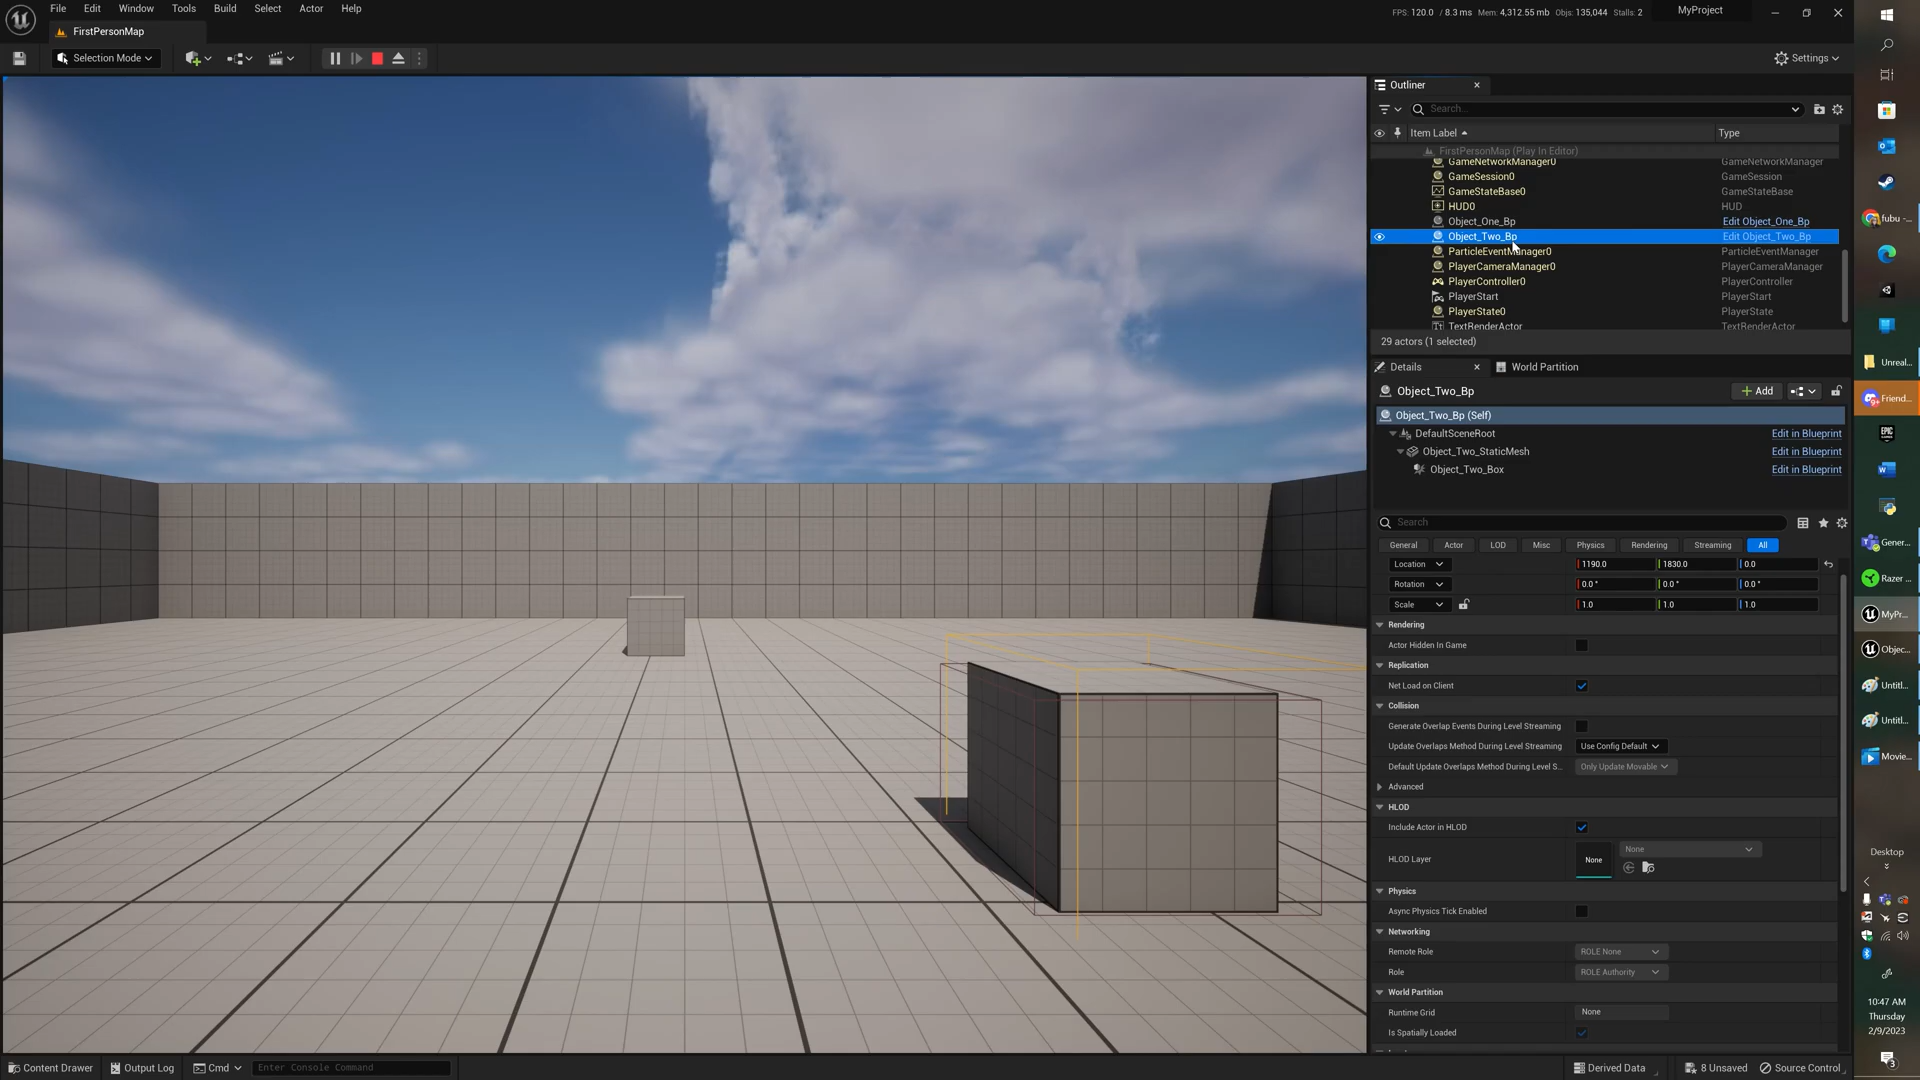 File Edit Window Tools Build Select Actor Help
FPS: 120.0 / 8.3 ms Mem: 4,312.55 mb Objs: 135,044 Stalls: 2
MyProject
FirstPersonMap
Selection Mode
Settings
Outliner
Search...
Item Label Type
FirstPersonMap (Play In Editor)
GameNetworkManager0 GameNetworkManager
GameSession0 GameSession
GameStateBase0 GameStateBase
HUD0 HUD
Object_One_Bp Edit Object_One_Bp
Object_Two_Bp Edit Object_Two_Bp
ParticleEventManager0 ParticleEventManager
PlayerCameraManager0 PlayerCameraManager
PlayerController0 PlayerController
PlayerStart PlayerStart
PlayerState0 PlayerState
TextRenderActor TextRenderActor
29 actors (1 selected)
Details World Partition
Object_Two_Bp Add
Object_Two_Bp (Self)
DefaultSceneRoot Edit in Blueprint
Object_Two_StaticMesh Edit in Blueprint
Object_Two_Box Edit in Blueprint
Search
General Actor LOD Misc Physics Rendering Streaming All
Location 1190.0 1830.0 0.0
Rotation 0.0 ° 0.0 ° 0.0 °
Scale 1.0 1.0 1.0
Rendering
Actor Hidden In Game
Replication
Net Load on Client
Collision
Generate Overlap Events During Level Streaming
Update Overlaps Method During Level Streaming Use Config Default
Default Update Overlaps Method During Level S... Only Update Movable
Advanced
HLOD
Include Actor in HLOD
HLOD Layer None None
Physics
Async Physics Tick Enabled
Networking
Remote Role ROLE None
Role ROLE Authority
World Partition
Runtime Grid None
Is Spatially Loaded
Content Drawer Output Log Cmd Enter Console Command
Derived Data 8 Unsaved Source Control
fubu -...
Unreal...
Friend...
EPIC
Gener...
Razer ...
MyPr...
Objec...
Untitl...
Untitl...
Movie...
Desktop
10:47 AM
Thursday
2/9/2023
3